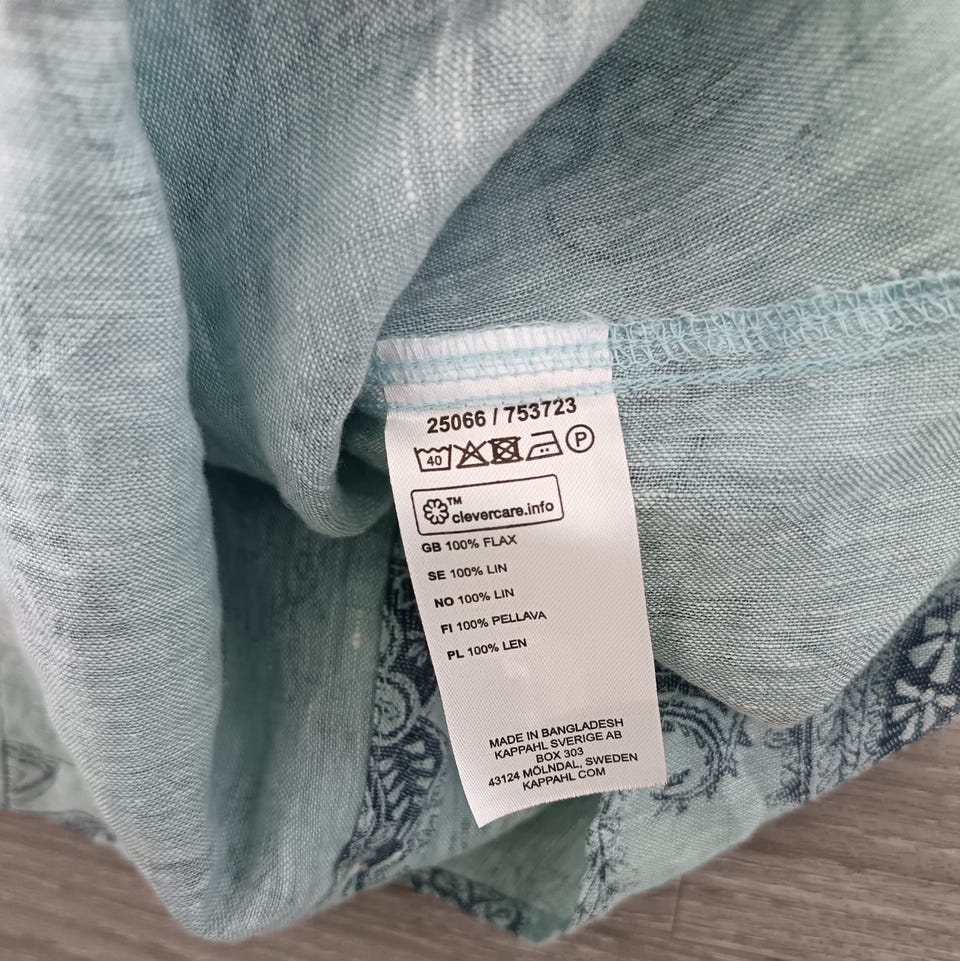 25066 / 753723
40 P
TM
clevercare.info
GB 100% FLAX
SE 100% LIN
NO 100% LIN
FI 100% PELLAVA
PL 100% LEN
MADE IN BANGLADESH
KAPPAHL SVERIGE AB
BOX 303
43124 MÖLNDAL, SWEDEN
KAPPAHL COM